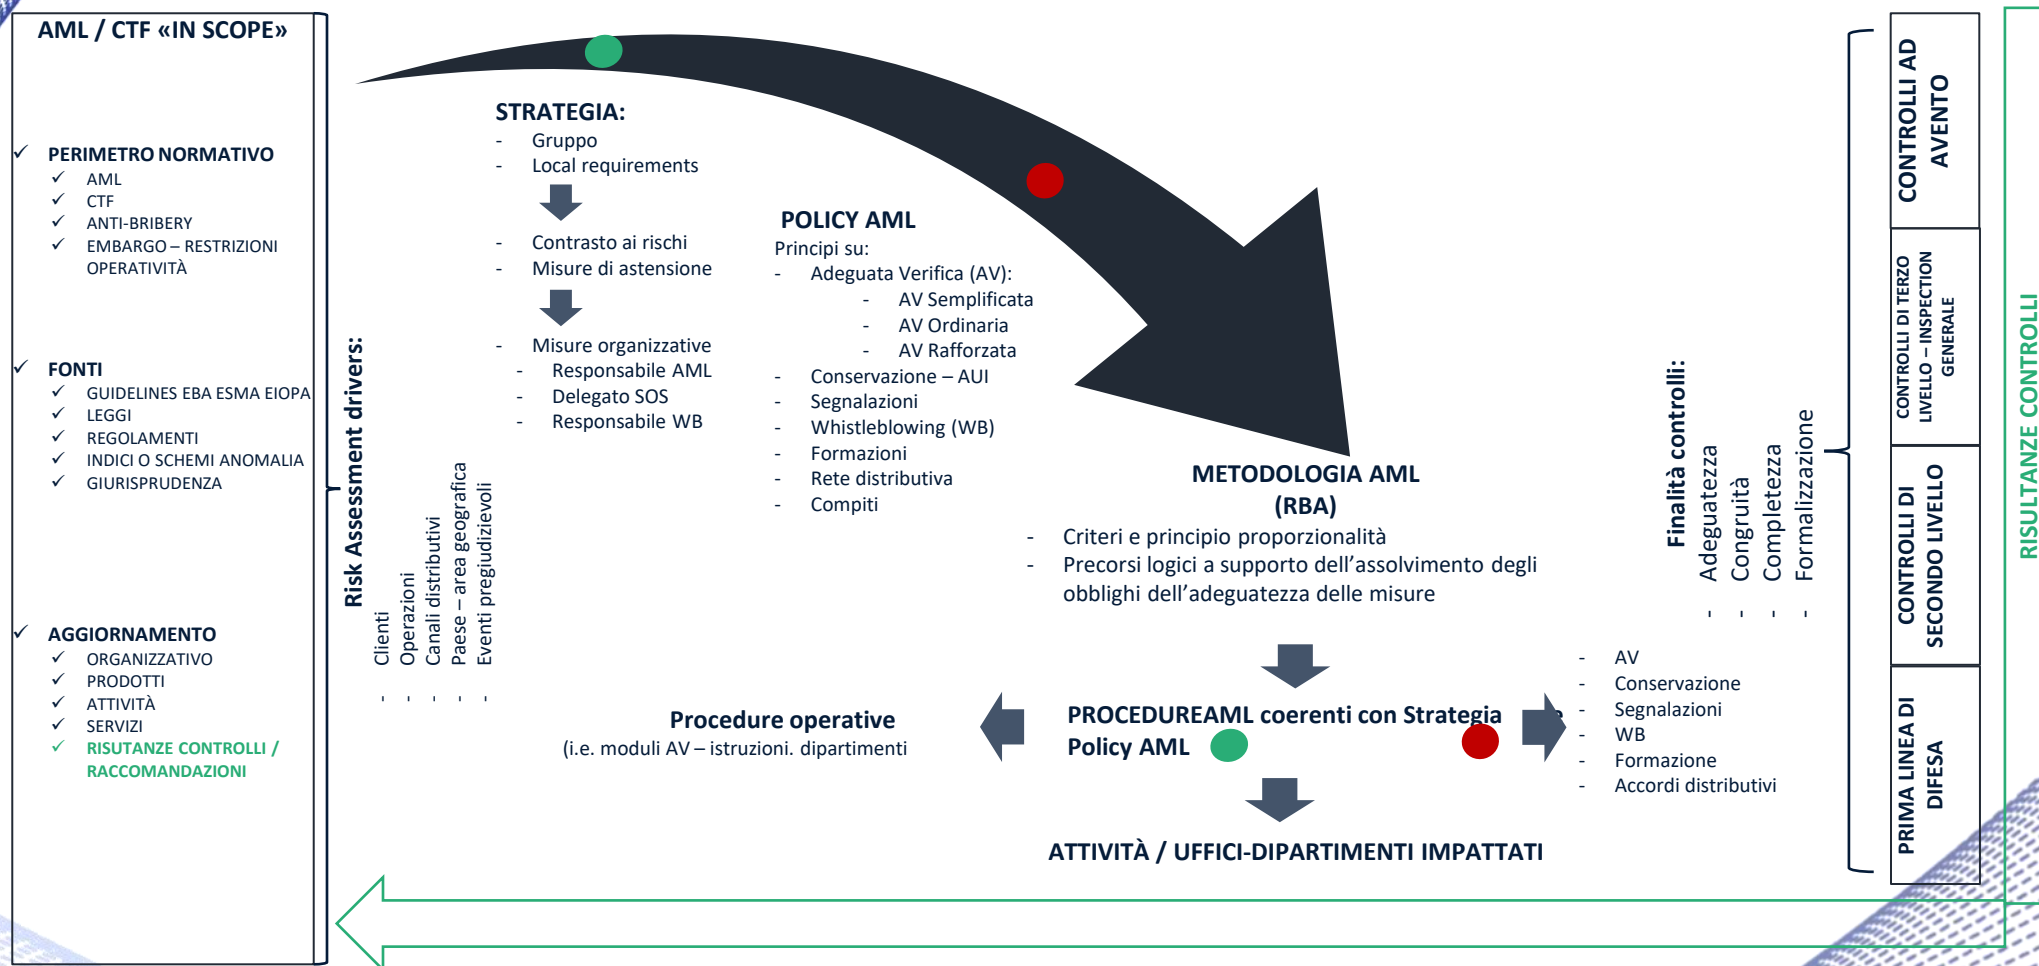 AML / CTF «IN SCOPE»
✓ PERIMETRO NORMATIVO
✓ AML
✓ CTF
✓ ANTI-BRIBERY
✓ EMBARGO – RESTRIZIONI
OPERATIVITÀ
✓ FONTI
✓ GUIDELINES EBA ESMA EIOPA
✓ LEGGI
✓ REGOLAMENTI
✓ INDICI O SCHEMI ANOMALIA
✓ GIURISPRUDENZA
✓ AGGIORNAMENTO
✓ ORGANIZZATIVO
✓ PRODOTTI
✓ ATTIVITÀ
✓ SERVIZI
✓ RISUTANZE CONTROLLI /
RACCOMANDAZIONI
Risk Assessment drivers:
- Clienti
- Operazioni
- Canali distributivi
- Paese – area geografica
- Eventi pregiudizievoli
STRATEGIA:
- Gruppo
- Local requirements
- Contrasto ai rischi
- Misure di astensione
- Misure organizzative
- Responsabile AML
- Delegato SOS
- Responsabile WB
POLICY AML
Principi su:
- Adeguata Verifica (AV):
- AV Semplificata
- AV Ordinaria
- AV Rafforzata
- Conservazione – AUI
- Segnalazioni
- Whistleblowing (WB)
- Formazioni
- Rete distributiva
- Compiti
METODOLOGIA AML
(RBA)
- Criteri e principio proporzionalità
- Precorsi logici a supporto dell’assolvimento degli
obblighi dell’adeguatezza delle misure
Procedure operative
(i.e. moduli AV – istruzioni. dipartimenti
PROCEDUREAML coerenti con Strategia e
Policy AML
- AV
- Conservazione
- Segnalazioni
- WB
- Formazione
- Accordi distributivi
ATTIVITÀ / UFFICI-DIPARTIMENTI IMPATTATI
Finalità controlli:
- Adeguatezza
- Congruità
- Completezza
- Formalizzazione
CONTROLLI AD
AVENTO
CONTROLLI DI TERZO
LIVELLO – INSPECTION
GENERALE
CONTROLLI DI
SECONDO LIVELLO
PRIMA LINEA DI
DIFESA
RISULTANZE CONTROLLI